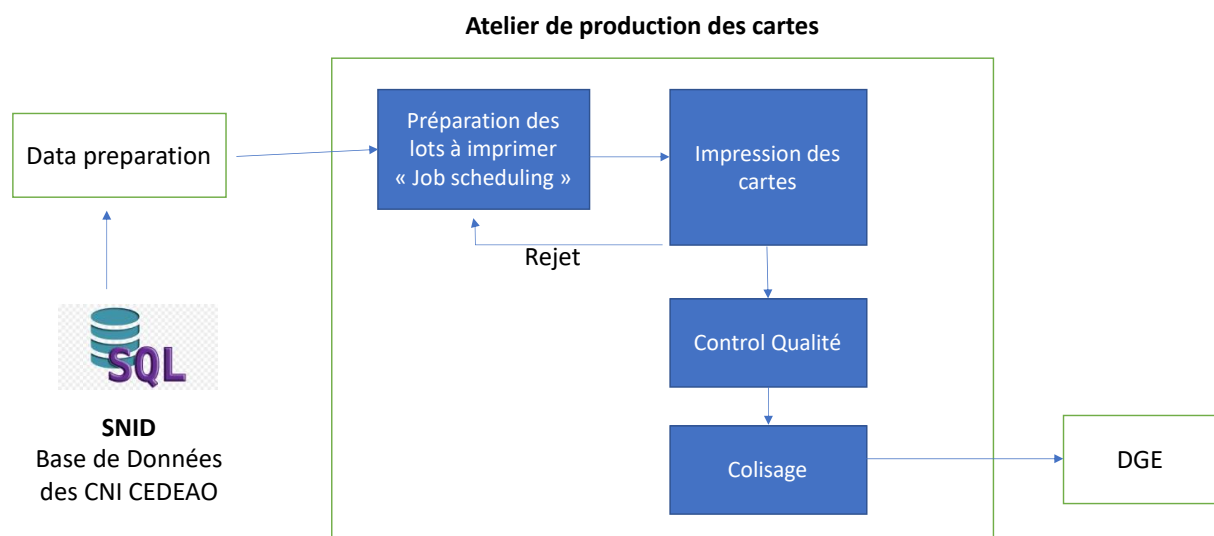 Atelier de production des cartes
Data preparation
Préparation des
lots à imprimer
« Job scheduling »
Impression des
cartes
Rejet
Control Qualité
SQL
SNID
Base de Données
des CNI CEDEAO
Colisage
DGE